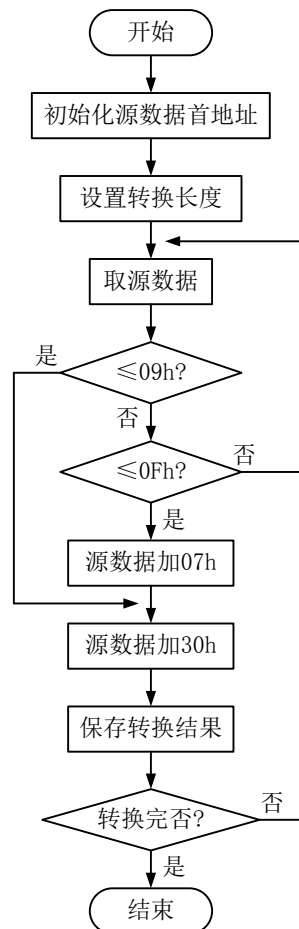 开始
初始化源数据首地址
设置转换长度
取源数据
是
≤09h?
否
≤0Fh?
否
是
源数据加07h
源数据加30h
保存转换结果
转换完否?
否
是
结束